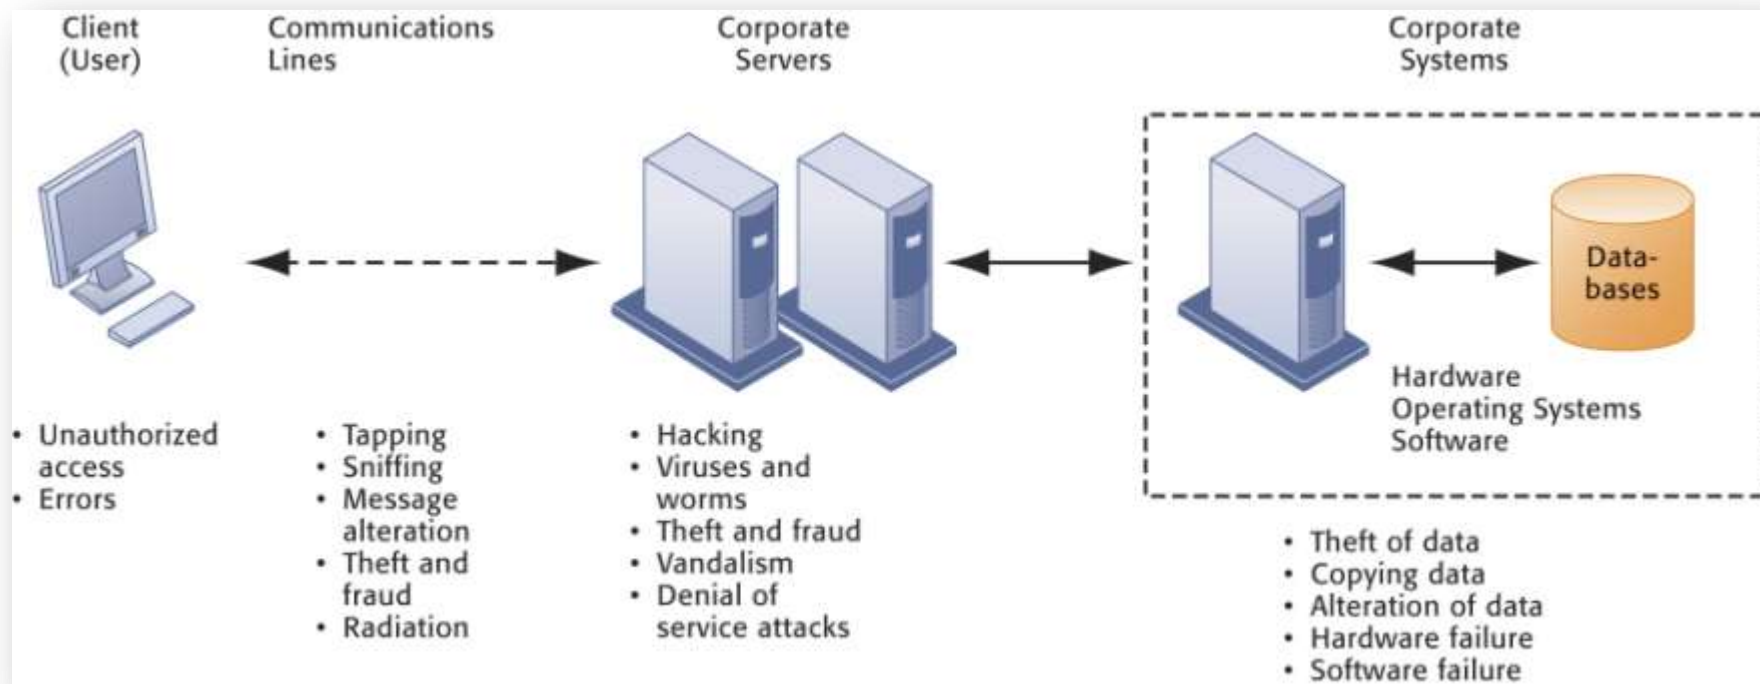 Client
(User)
Communications
Lines
Corporate
Servers
Corporate
Systems
Data-
bases
Hardware
Operating Systems
Software
• Unauthorized
access
• Errors
• Tapping
• Sniffing
• Message
alteration
• Theft and
fraud
• Radiation
• Hacking
• Viruses and
worms
• Theft and fraud
• Vandalism
• Denial of
service attacks
• Theft of data
• Copying data
• Alteration of data
• Hardware failure
• Software failure